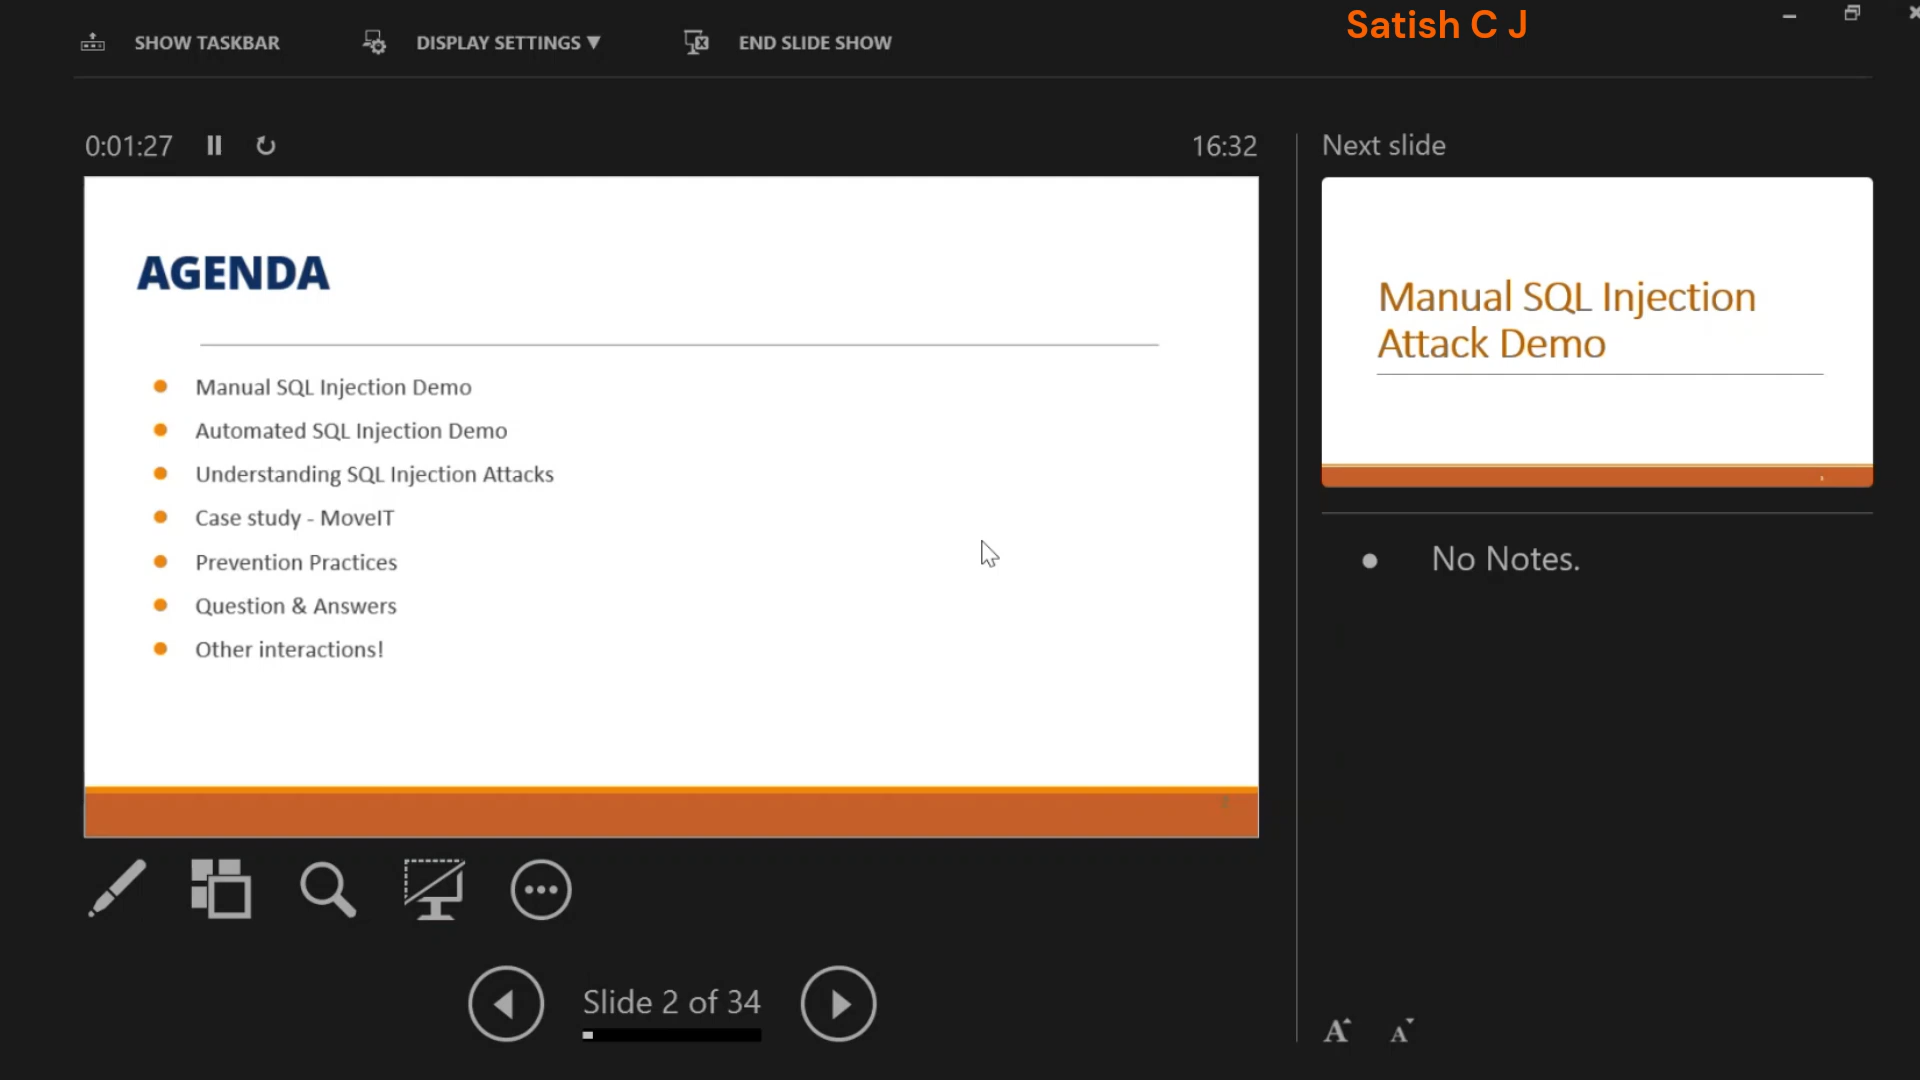 Satish C J
SHOW TASKBAR
DISPLAY SETTINGS ▼
END SLIDE SHOW
0:01:27
16:32
Next slide
AGENDA
Manual SQL Injection Demo
Automated SQL Injection Demo
Understanding SQL Injection Attacks
Case study - MoveIT
Prevention Practices
Question & Answers
Other interactions!
Manual SQL Injection
Attack Demo
No Notes.
Slide 2 of 34
A A